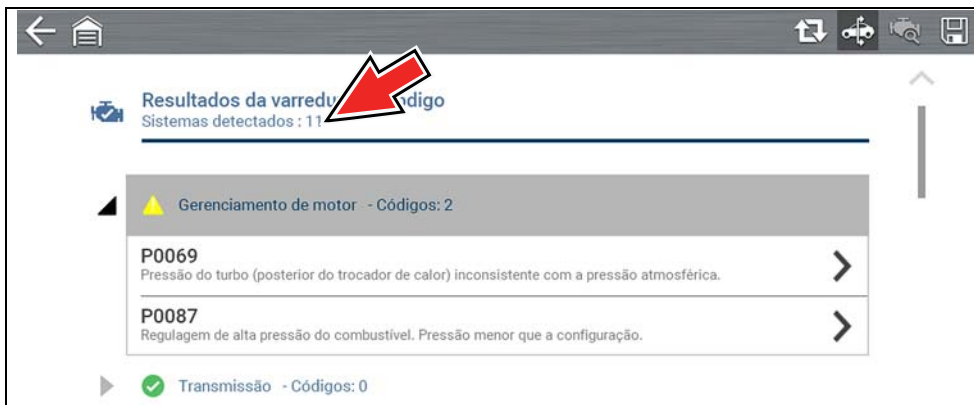 Resultados da varredu
Sistemas detectados : 11
Gerenciamento de motor - Códigos: 2
P0069
Pressão do turbo (posterior do trocador de calor) inconsistente com a pressão atmosférica.
P0087
Regulagem de alta pressão do combustível. Pressão menor que a configuração.
Transmissão - Códigos: 0